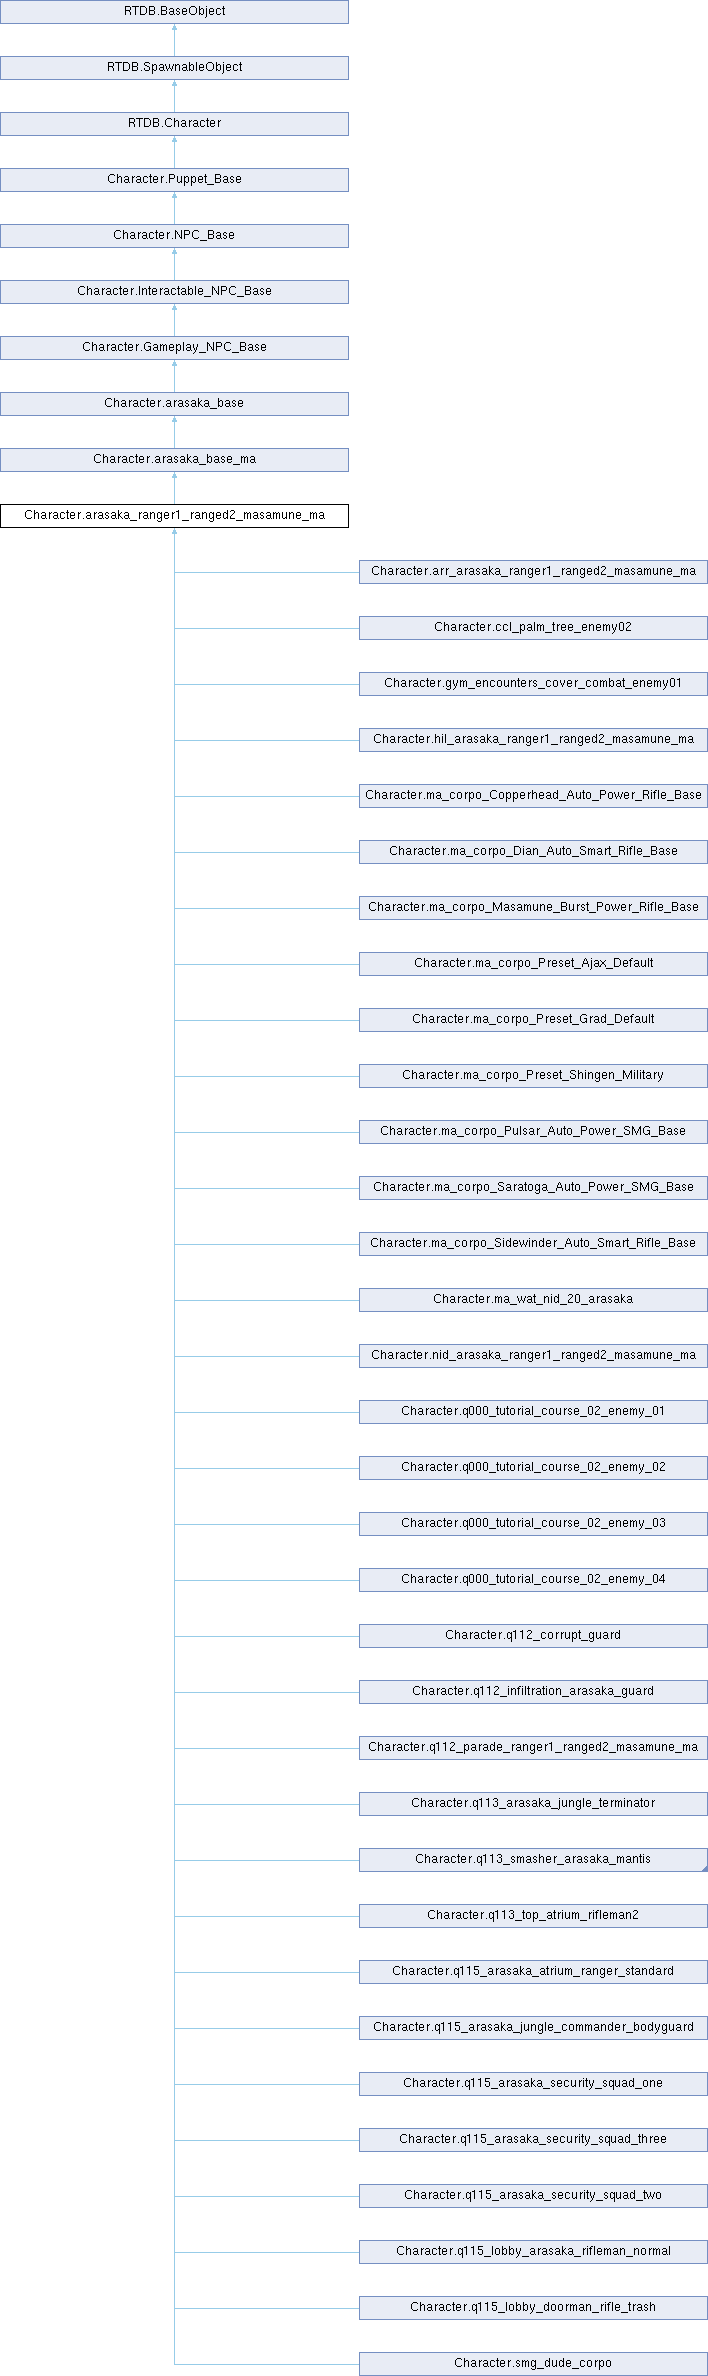 RTDB.BaseObject
RTDB.SpawnableObject
RTDB.Character
Character.Puppet_Base
Character.NPC_Base
Character.Interactable_NPC_Base
Character.Gameplay_NPC_Base
Character.arasaka_base
Character.arasaka_base_ma
Character.arasaka_ranger1_ranged2_masamune_ma
Character.arr_arasaka_ranger1_ranged2_masamune_ma
Character.ccl_palm_tree_enemy02
Character.gym_encounters_cover_combat_enemy01
Character.hil_arasaka_ranger1_ranged2_masamune_ma
Character.ma_corpo_Copperhead_Auto_Power_Rifle_Base
Character.ma_corpo_Dian_Auto_Smart_Rifle_Base
Character.ma_corpo_Masamune_Burst_Power_Rifle_Base
Character.ma_corpo_Preset_Ajax_Default
Character.ma_corpo_Preset_Grad_Default
Character.ma_corpo_Preset_Shingen_Military
Character.ma_corpo_Pulsar_Auto_Power_SMG_Base
Character.ma_corpo_Saratoga_Auto_Power_SMG_Base
Character.ma_corpo_Sidewinder_Auto_Smart_Rifle_Base
Character.ma_wat_nid_20_arasaka
Character.nid_arasaka_ranger1_ranged2_masamune_ma
Character.q000_tutorial_course_02_enemy_01
Character.q000_tutorial_course_02_enemy_02
Character.q000_tutorial_course_02_enemy_03
Character.q000_tutorial_course_02_enemy_04
Character.q112_corrupt_guard
Character.q112_infiltration_arasaka_guard
Character.q112_parade_ranger1_ranged2_masamune_ma
Character.q113_arasaka_jungle_terminator
Character.q113_smasher_arasaka_mantis
Character.q113_top_atrium_rifleman2
Character.q115_arasaka_atrium_ranger_standard
Character.q115_arasaka_jungle_commander_bodyguard
Character.q115_arasaka_security_squad_one
Character.q115_arasaka_security_squad_three
Character.q115_arasaka_security_squad_two
Character.q115_lobby_arasaka_rifleman_normal
Character.q115_lobby_doorman_rifle_trash
Character.smg_dude_corpo